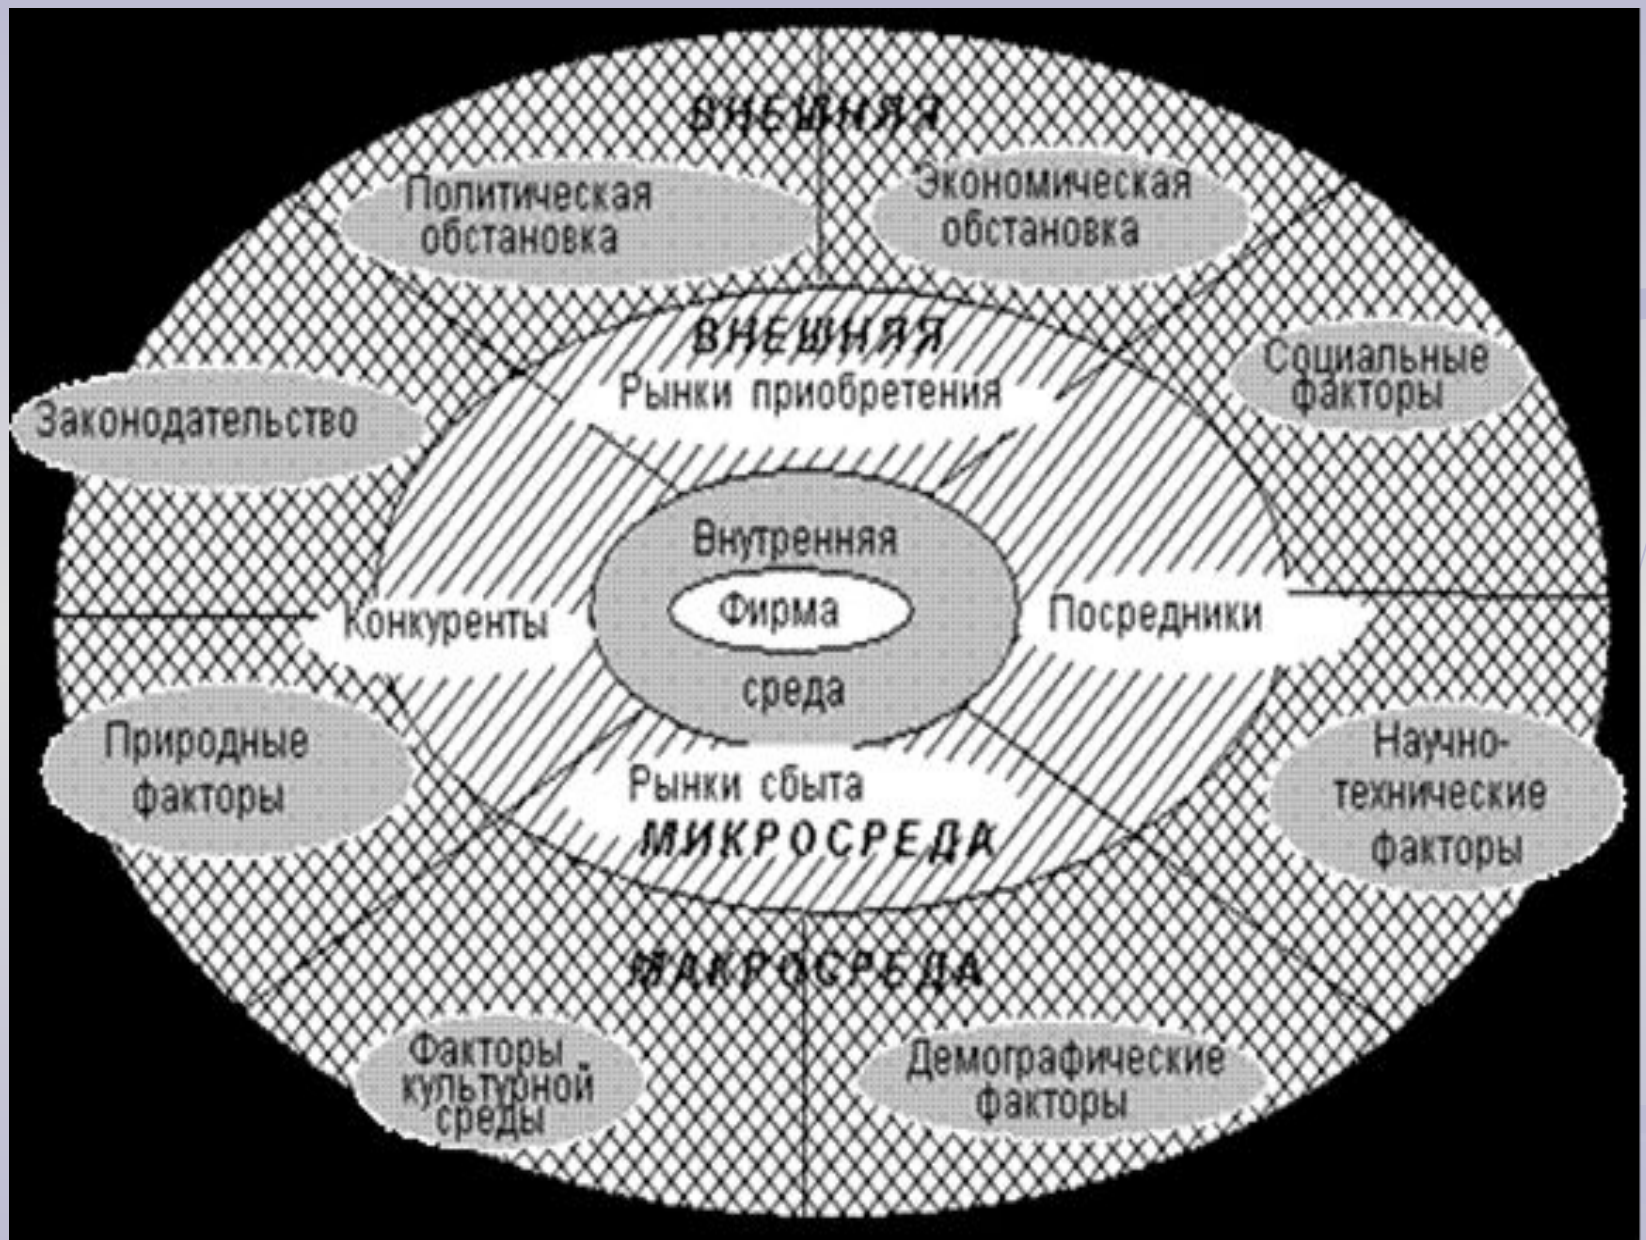 ВНЕШНЯЯ
Политическая
обстановка
Экономическая
обстановка
ВНЕШНЯЯ
Рынки приобретения
Социальные
факторы
Законодательство
Внутренняя
Фирма
среда
Конкуренты
Посредники
Природные
факторы
Рынки сбыта
МИКРОСРЕДА
Научно-
технические
факторы
МАКРОСРЕДА
Факторы
культурной
среды
Демографические
факторы